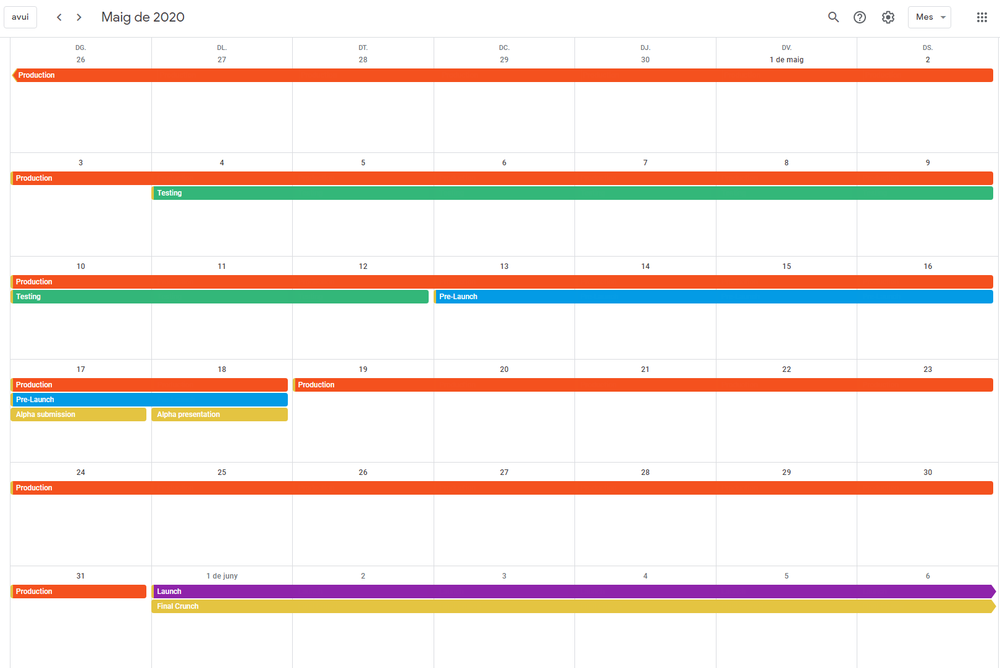 avui Maig de 2020 Mes
DG. DL. DT. DC. DJ. DV. DS.
26 27 28 29 30 1 de maig 2
Production
3 4 5 6 7 8 9
Production
Testing
10 11 12 13 14 15 16
Production
Testing Pre-Launch
17 18 19 20 21 22 23
Production Production
Pre-Launch
Alpha submission Alpha presentation
24 25 26 27 28 29 30
Production
31 1 de juny 2 3 4 5 6
Production Launch
Final Crunch